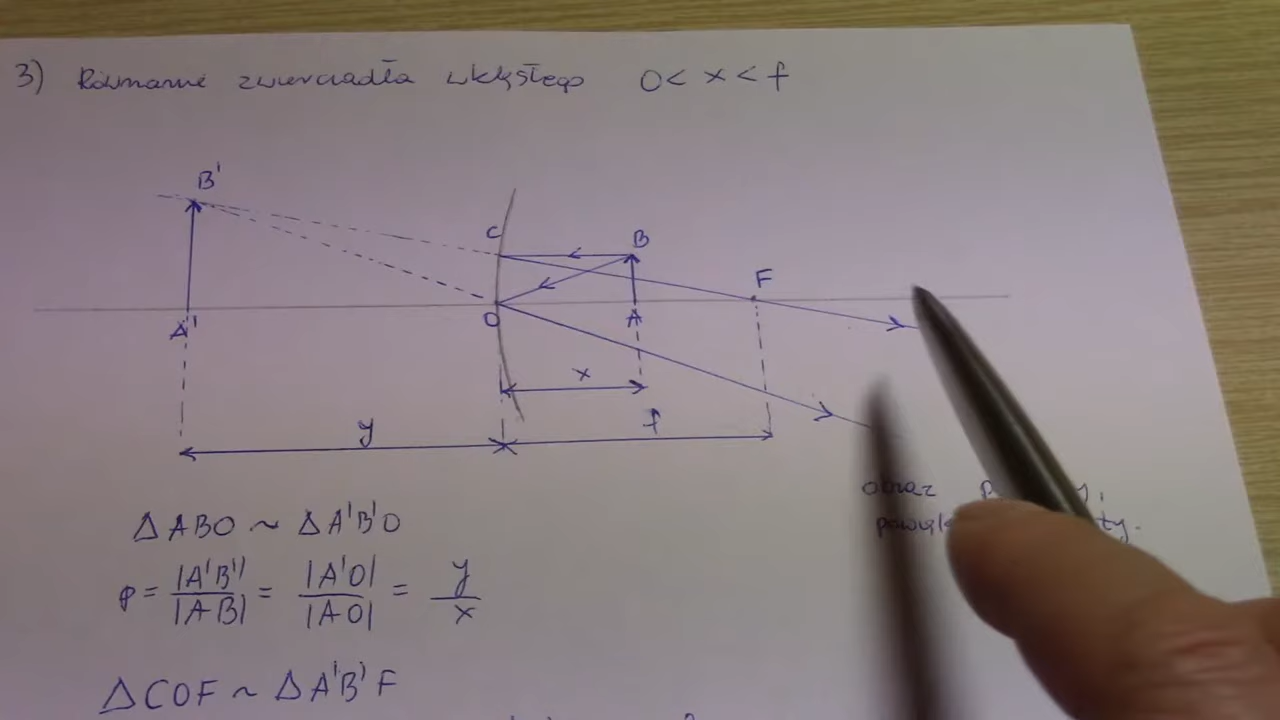 3) Równanie zwierciadła wklęsłego 0 < x < f
B'
C
B
F
A'
O
A
x
y
f
obraz
ΔABO ~ ΔA'B'O
p = |A'B'| / |AB| = |A'O| / |AO| = y / x
ΔCOF ~ ΔA'B'F